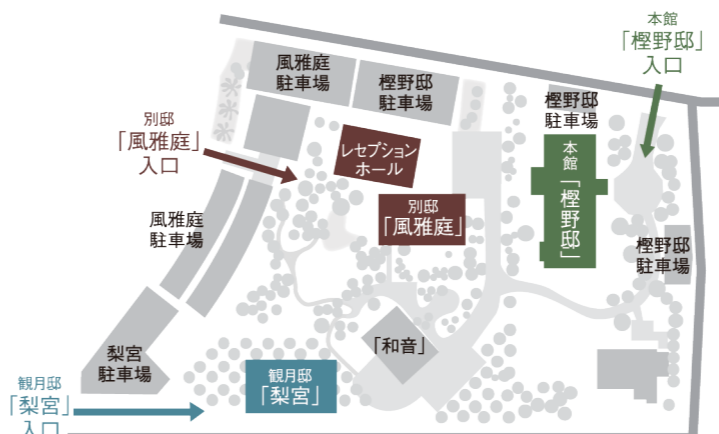 本館
「樫野邸」
入口
風雅庭
駐車場
樫野邸
駐車場
樫野邸
駐車場
別邸
「風雅庭」
入口
レセプション
ホール
本館
「樫野邸」
別邸
「風雅庭」
風雅庭
駐車場
樫野邸
駐車場
「和音」
梨宮
駐車場
観月邸
「梨宮」
観月邸
「梨宮」
入口